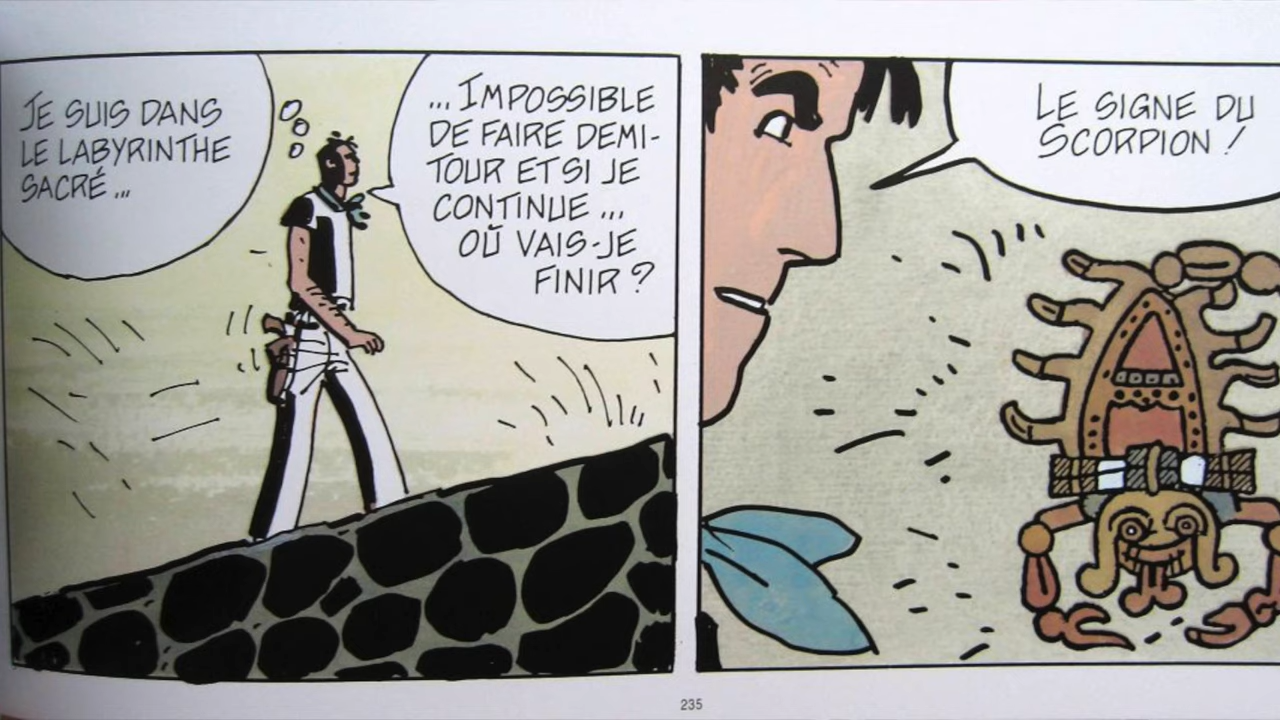 JE SUIS DANS
LE LABYRINTHE
SACRÉ...
... IMPOSSIBLE
DE FAIRE DEMI-
TOUR ET SI JE
CONTINUE ...
OÙ VAIS-JE
FINIR ?
LE SIGNE DU
SCORPION !
235